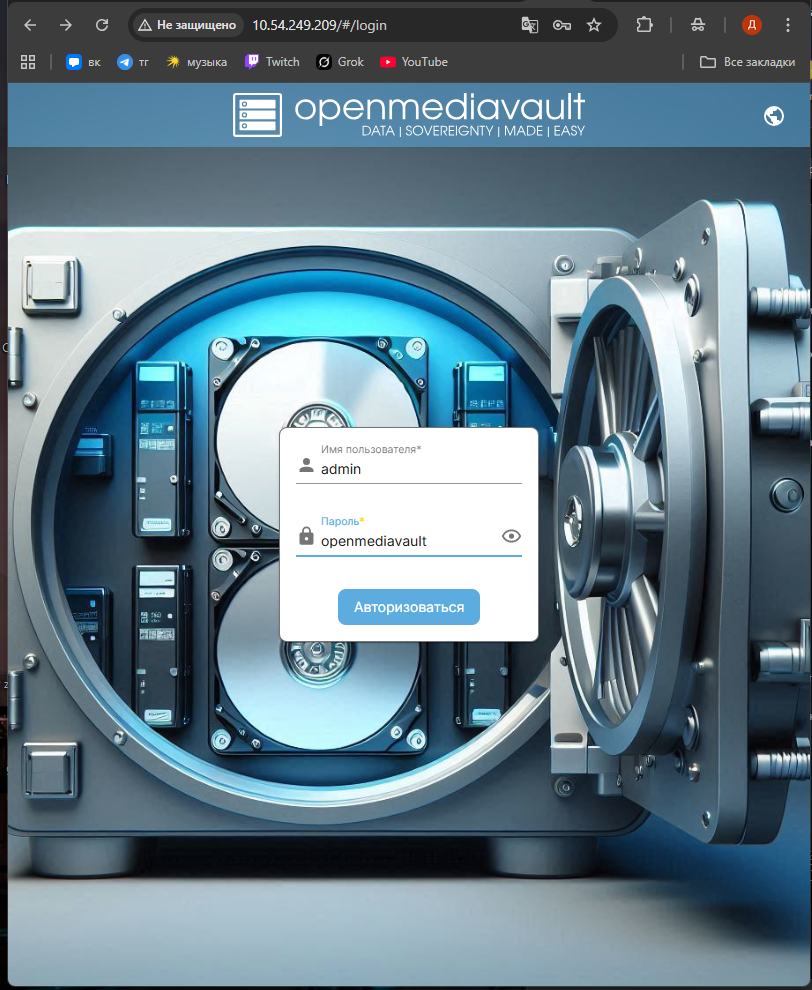 Не защищено 10.54.249.209/#/login Д
вк тг музыка Twitch Grok YouTube Все закладки
openmediavault
DATA | SOVEREIGNTY | MADE | EASY
Имя пользователя*
admin
Пароль*
openmediavault
Авторизоваться